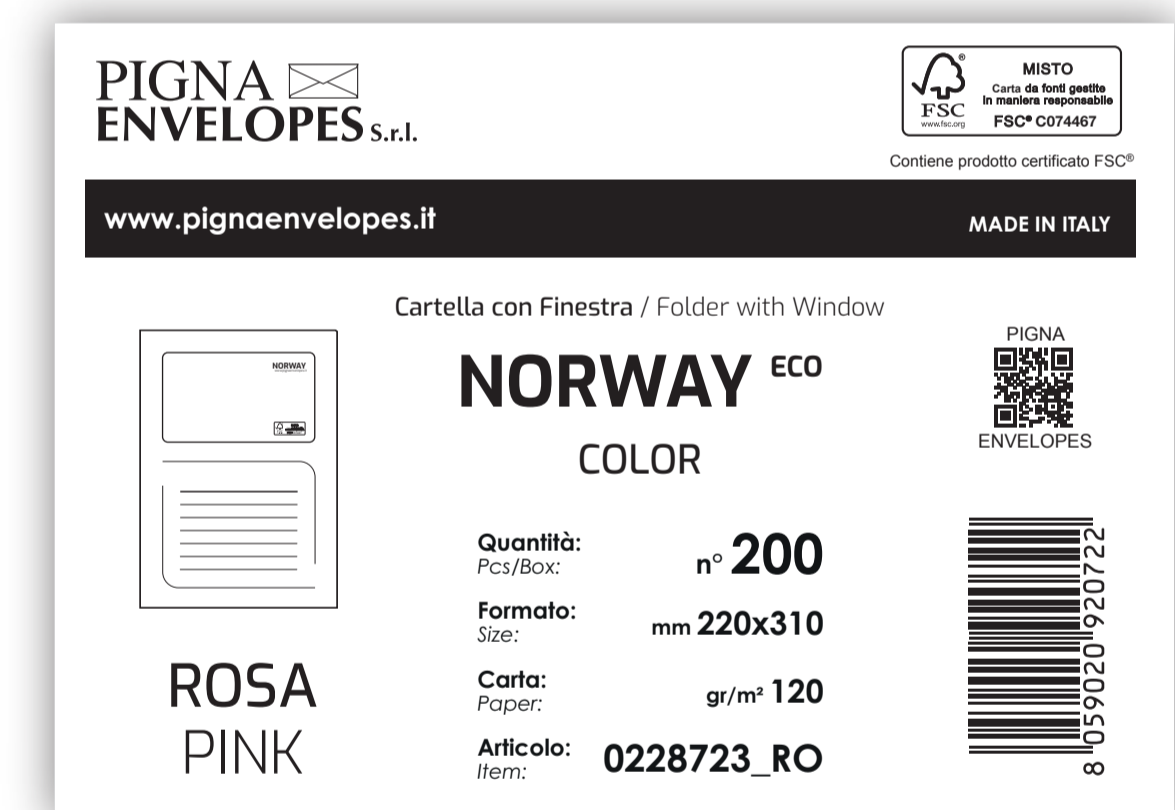 PIGNA
ENVELOPES S.r.l.
FSC®
www.fsc.org
MISTO
Carta da fonti gestite
in maniera responsabile
FSC® C074467
Contiene prodotto certificato FSC®
www.pignaenvelopes.it
MADE IN ITALY
Cartella con Finestra / Folder with Window
NORWAY ECO
COLOR
NORWAY
PIGNA
ENVELOPES
Quantità:
Pcs/Box:
n° 200
Formato:
Size:
mm 220x310
Carta:
Paper:
gr/m² 120
Articolo:
Item:
0228723_RO
ROSA
PINK
8 059020 920722